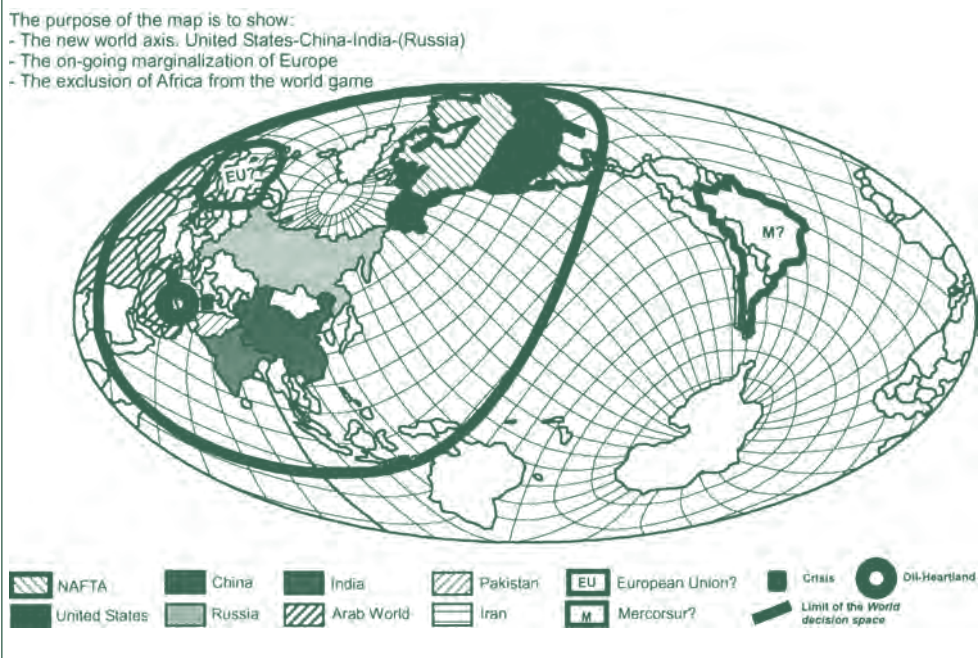 The purpose of the map is to show:
- The new world axis. United States-China-India-(Russia)
- The on-going marginalization of Europe
- The exclusion of Africa from the world game
EU?
M?
NAFTA
China
India
Pakistan
EU
European Union?
Crisis
Oil-Heartland
United States
Russia
Arab World
Iran
M
Mercorsur?
Limit of the World
decision space